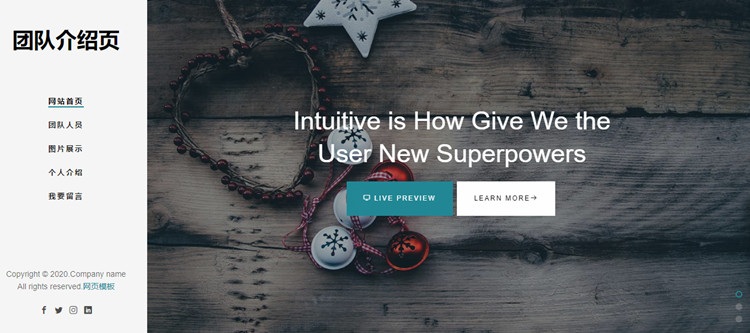 团队介绍页
网站首页
团队人员
图片展示
个人介绍
我要留言
Copyright © 2020.Company name
All rights reserved.网页模板
Intuitive is How Give We the
User New Superpowers
LIVE PREVIEW
LEARN MORE→